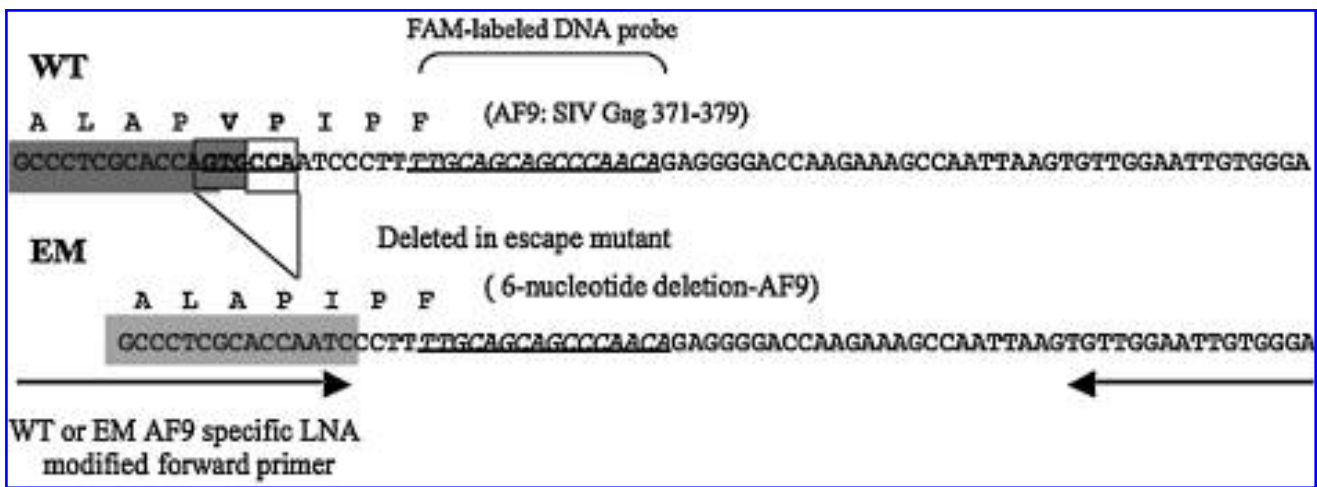 FAM-labeled DNA probe
WT
A L A P V P I P F (AF9: SIV Gag 371-379)
GCCCTCGCACCAGTGCCAATCCCTTTTGCAGCAGCCCAACAGAGGGGACCAAGAAAGCCAATTAAGTGTTGGAATTGTGGGA
Deleted in escape mutant
EM
( 6-nucleotide deletion-AF9)
A L A P I P F
GCCCTCGCACCAATCCCTTTTGCAGCAGCCCAACAGAGGGGACCAAGAAAGCCAATTAAGTGTTGGAATTGTGGGA
WT or EM AF9 specific LNA
modified forward primer